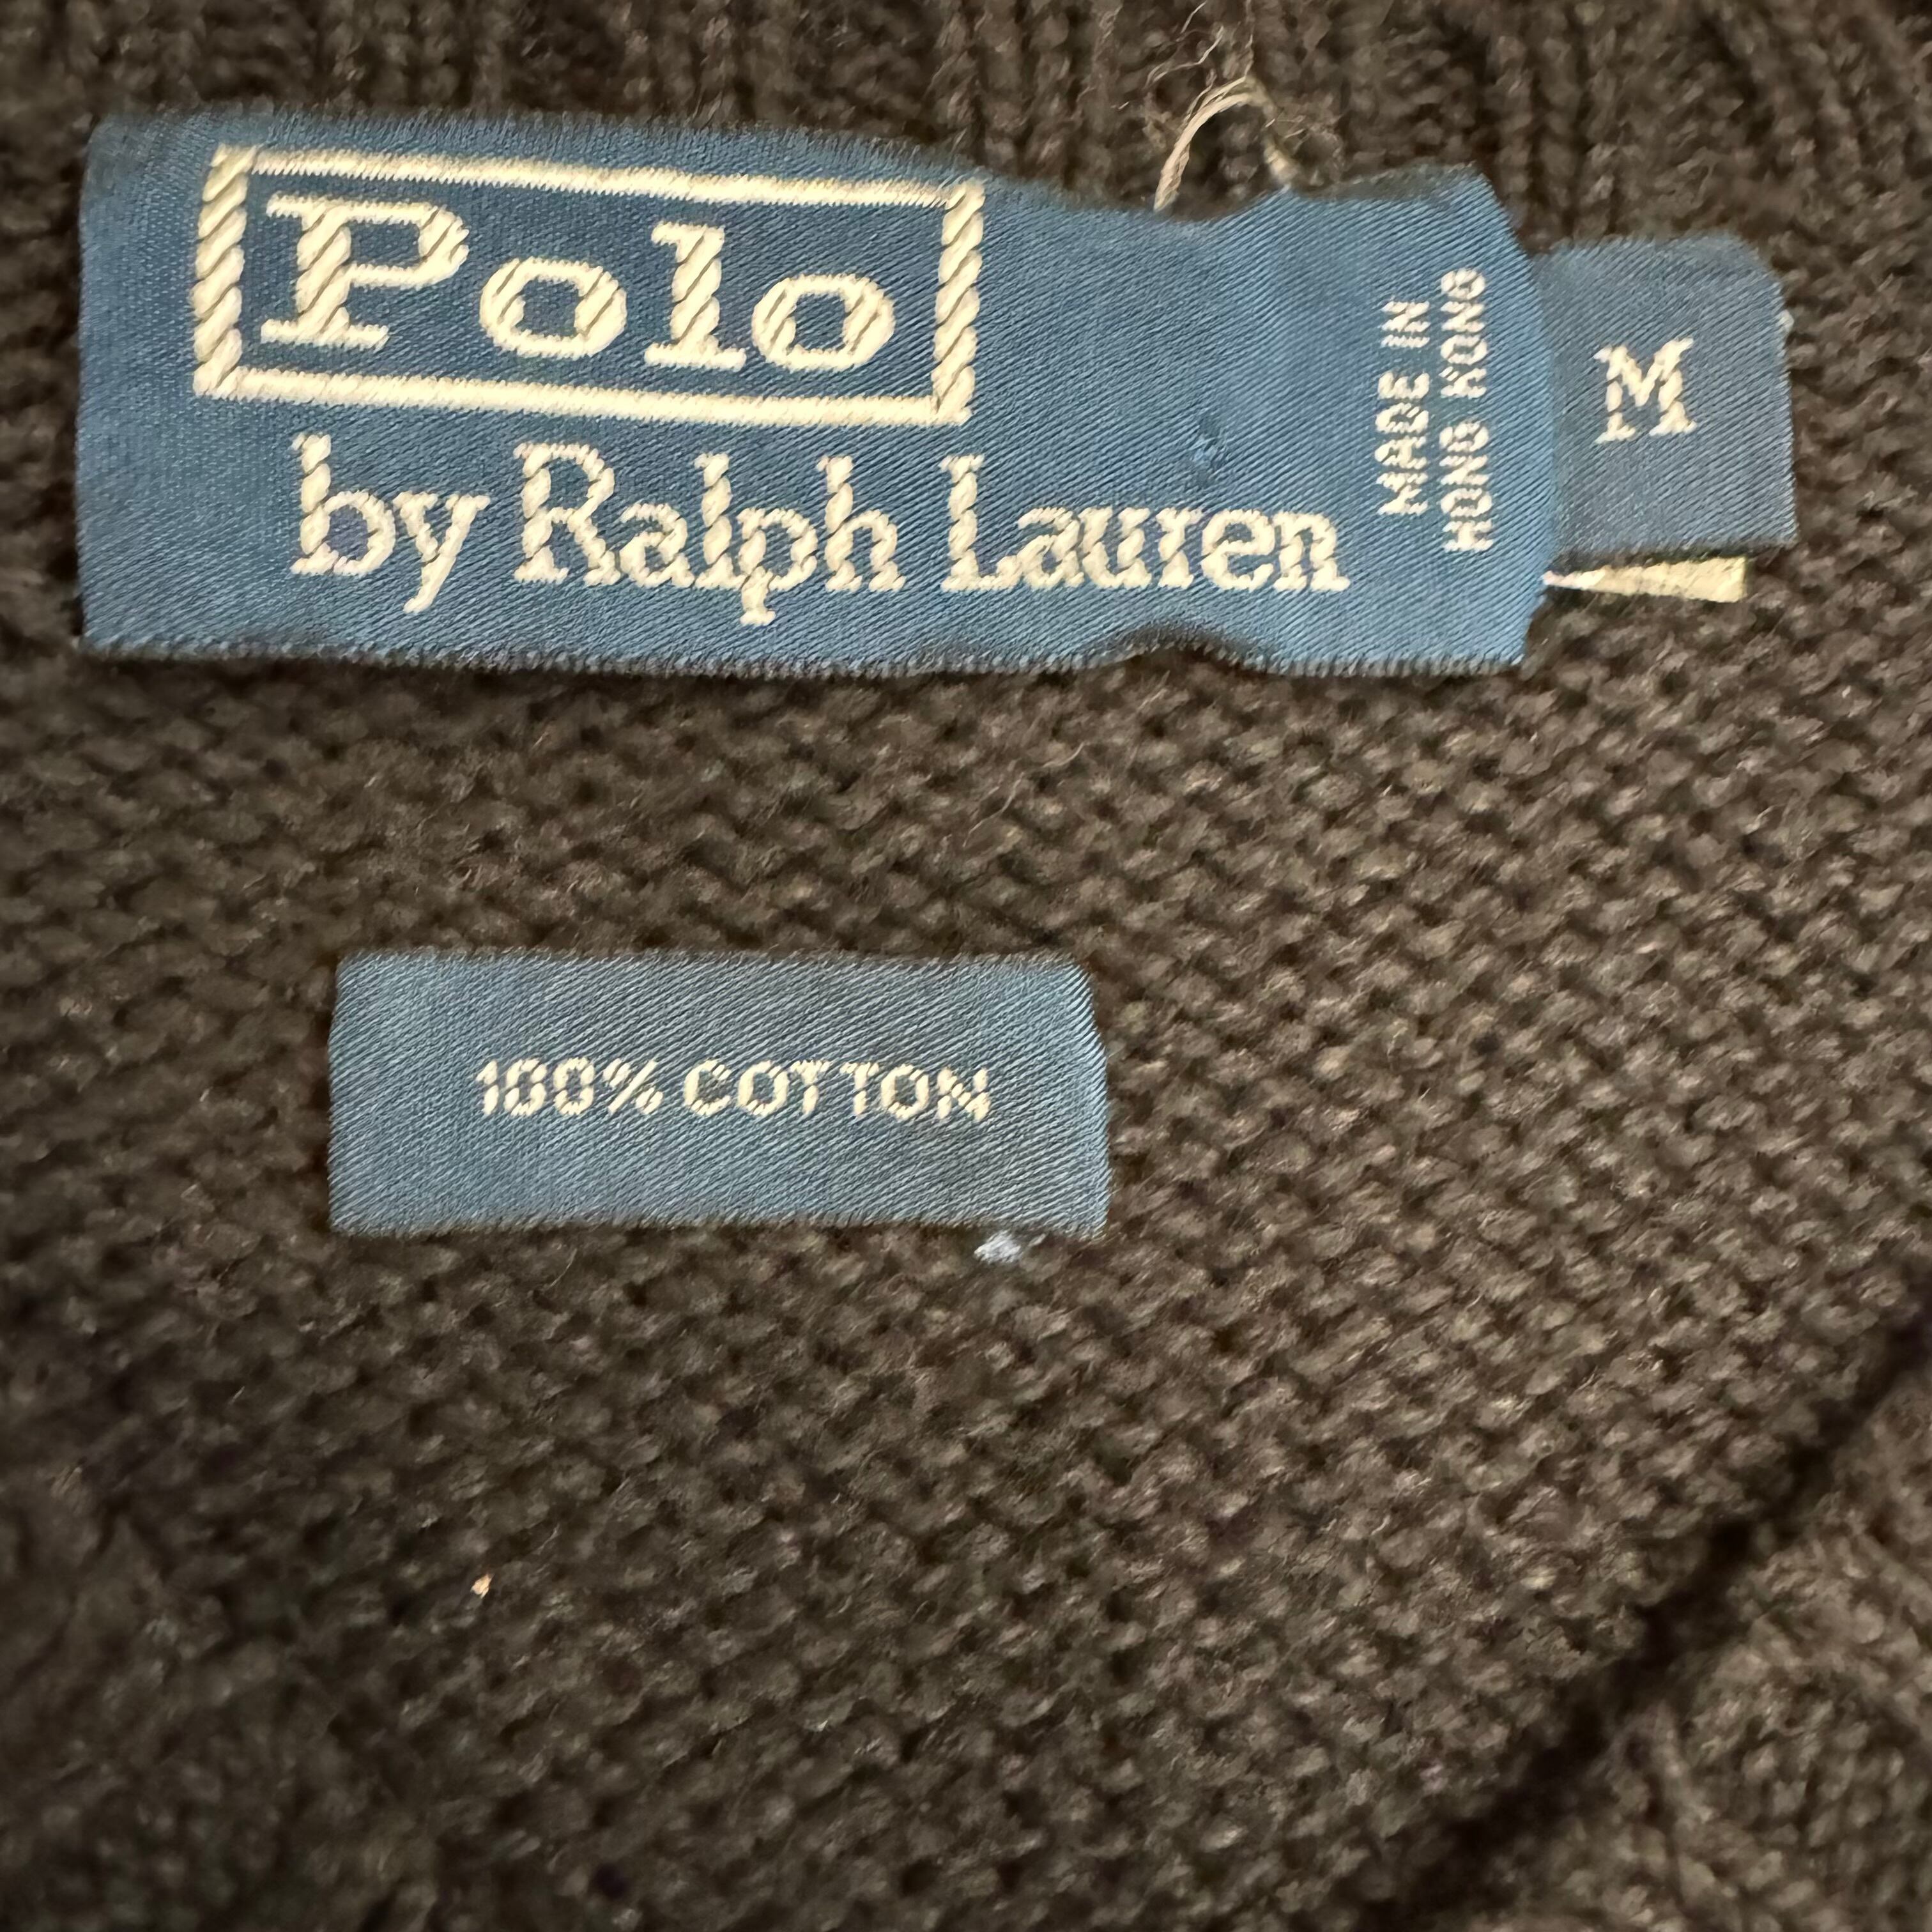 Polo
by Ralph Lauren
MADE IN
HONG KONG
M
100% COTTON